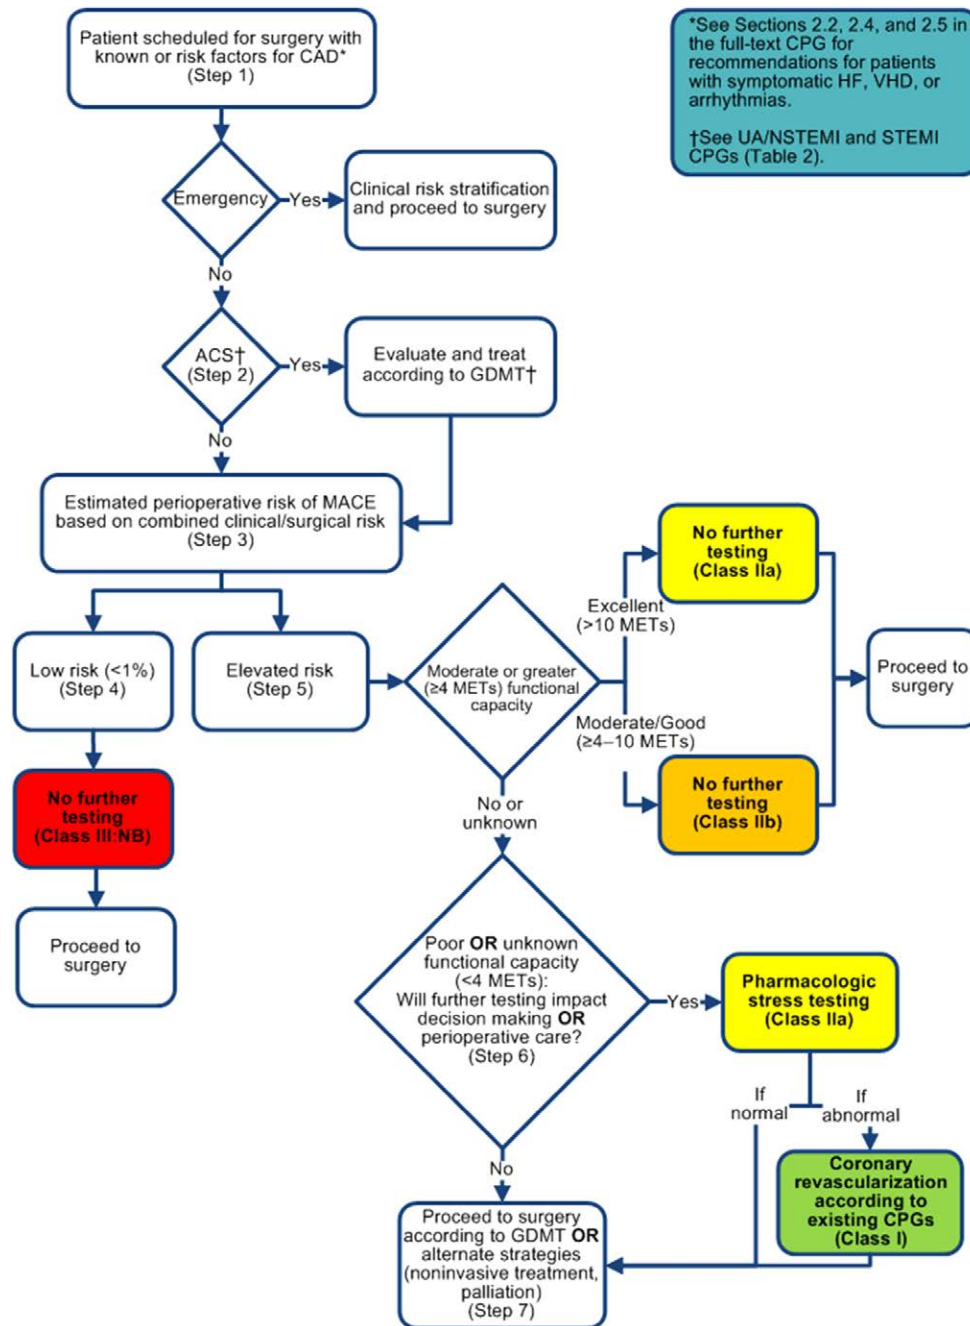 Patient scheduled for surgery with
known or risk factors for CAD*
(Step 1)
*See Sections 2.2, 2.4, and 2.5 in
the full-text CPG for
recommendations for patients
with symptomatic HF, VHD, or
arrhythmias.
†See UA/NSTEMI and STEMI
CPGs (Table 2).
Emergency
Yes
Clinical risk stratification
and proceed to surgery
No
ACS†
(Step 2)
Yes
Evaluate and treat
according to GDMT†
No
Estimated perioperative risk of MACE
based on combined clinical/surgical risk
(Step 3)
Low risk (<1%)
(Step 4)
No further
testing
(Class III:NB)
Proceed to
surgery
Elevated risk
(Step 5)
Moderate or greater
(≥4 METs) functional
capacity
Excellent
(>10 METs)
No further
testing
(Class IIa)
Moderate/Good
(≥4–10 METs)
No further
testing
(Class IIb)
Proceed to
surgery
No or
unknown
Poor OR unknown
functional capacity
(<4 METs):
Will further testing impact
decision making OR
perioperative care?
(Step 6)
Yes
Pharmacologic
stress testing
(Class IIa)
If
normal
If
abnormal
Coronary
revascularization
according to
existing CPGs
(Class I)
No
Proceed to surgery
according to GDMT OR
alternate strategies
(noninvasive treatment,
palliation)
(Step 7)